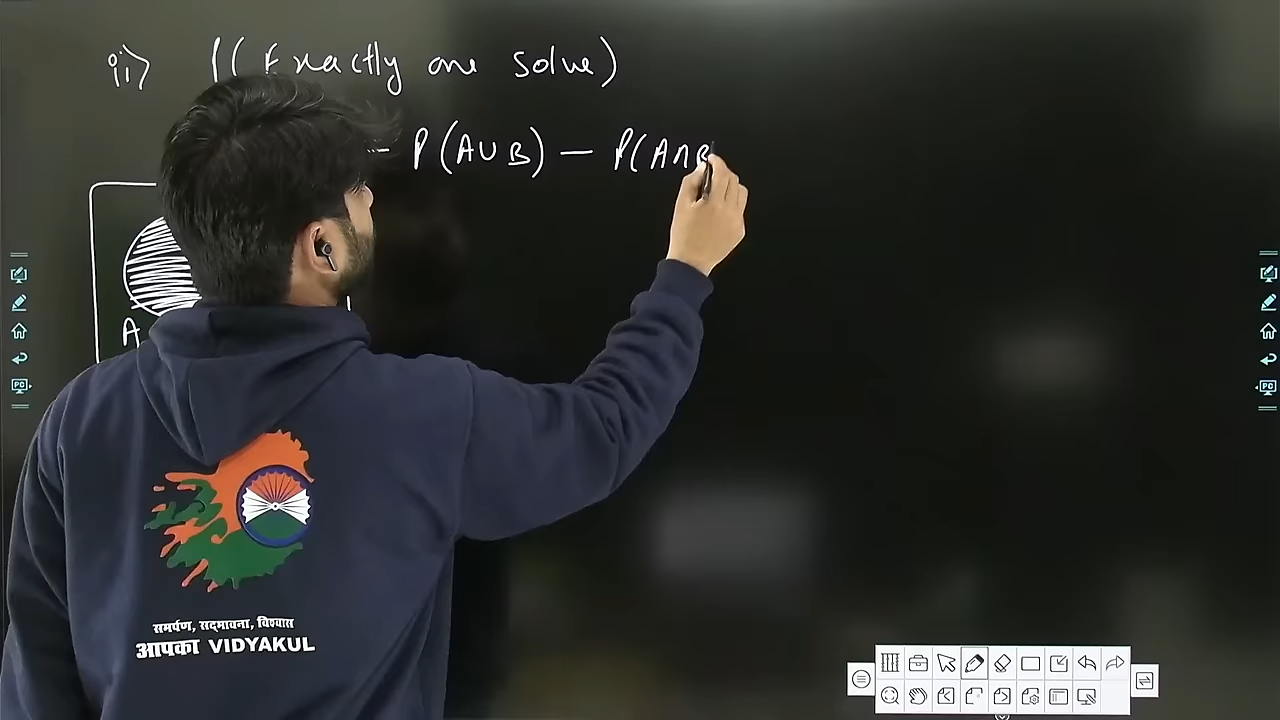 ii> P(Exactly one solve)
= P(A∪B) — P(A∩B
A
समर्पण, सद्भावना, विश्वास
आपका VIDYAKUL